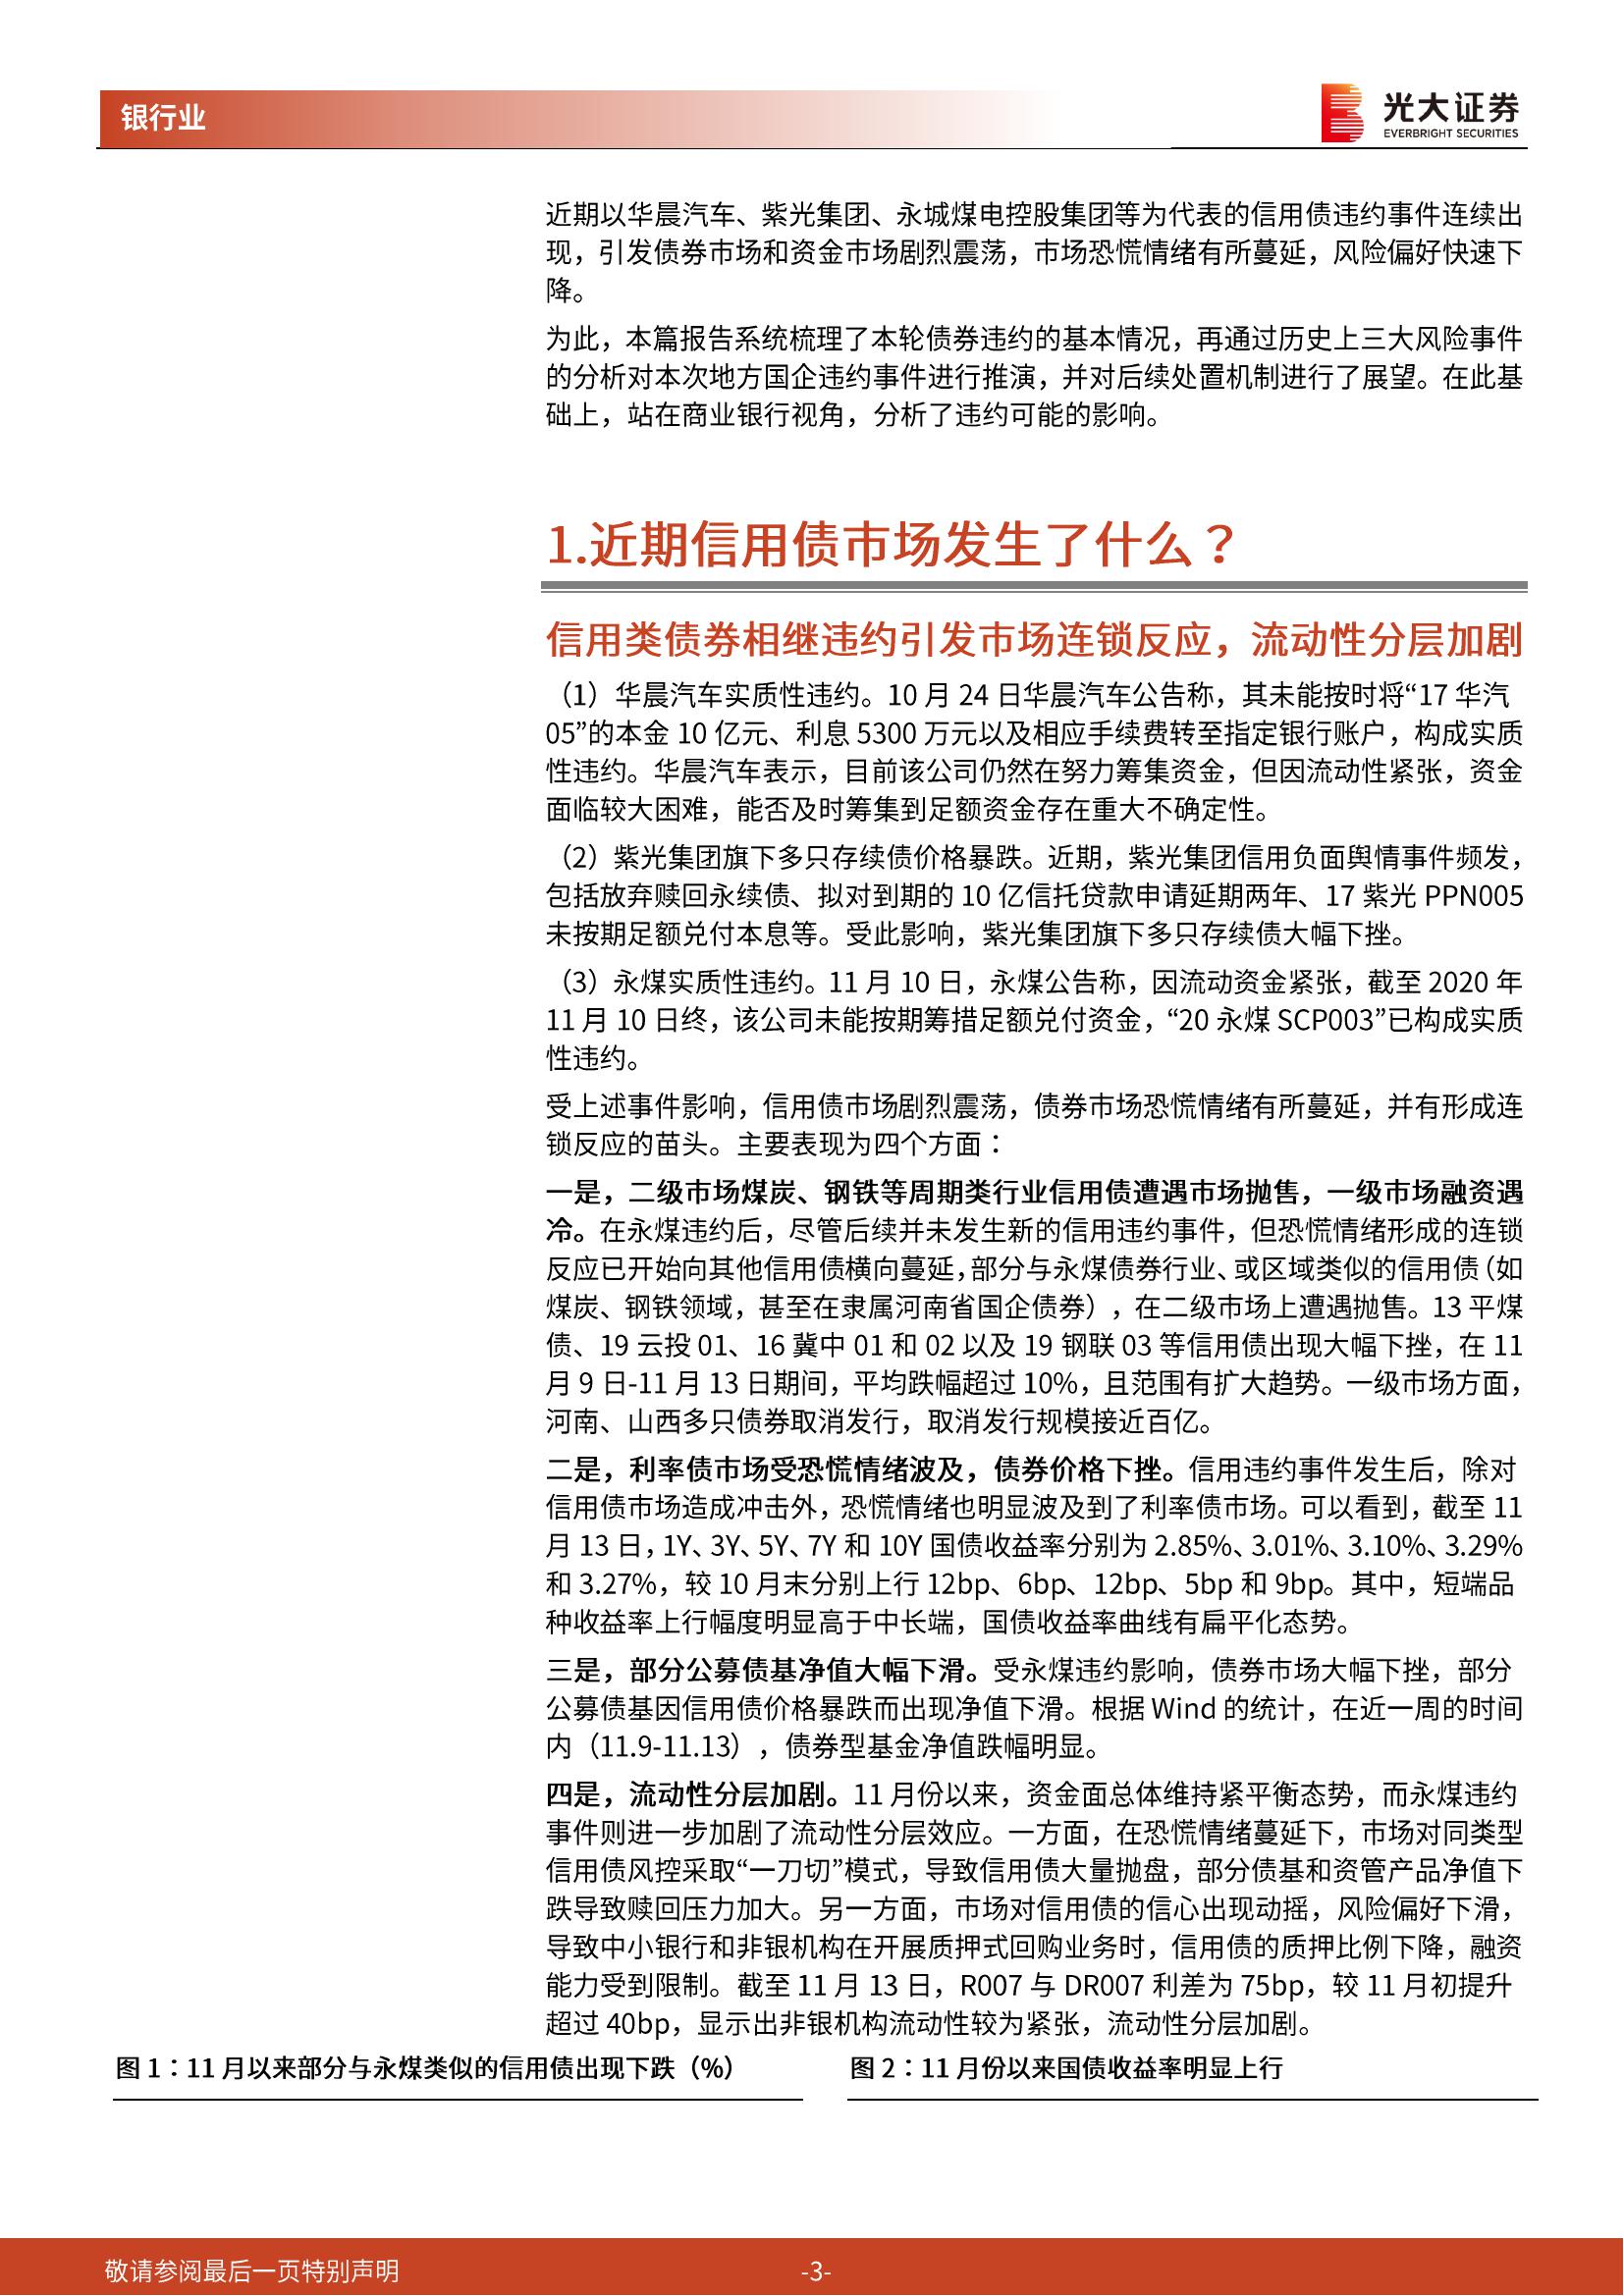 银行业
光大证券
EVERBRIGHT SECURITIES
近期以华晨汽车、紫光集团、永城煤电控股集团等为代表的信用债违约事件连续出
现，引发债券市场和资金市场剧烈震荡，市场恐慌情绪有所蔓延，风险偏好快速下
降。
为此，本篇报告系统梳理了本轮债券违约的基本情况，再通过历史上三大风险事件
的分析对本次地方国企违约事件进行推演，并对后续处置机制进行了展望。在此基
础上，站在商业银行视角，分析了违约可能的影响。
1.近期信用债市场发生了什么？
信用类债券相继违约引发市场连锁反应，流动性分层加剧
（1）华晨汽车实质性违约。10 月 24 日华晨汽车公告称，其未能按时将“17 华汽
05”的本金 10 亿元、利息 5300 万元以及相应手续费转至指定银行账户，构成实质
性违约。华晨汽车表示，目前该公司仍然在努力筹集资金，但因流动性紧张，资金
面临较大困难，能否及时筹集到足额资金存在重大不确定性。
（2）紫光集团旗下多只存续债价格暴跌。近期，紫光集团信用负面舆情事件频发，
包括放弃赎回永续债、拟对到期的 10 亿信托贷款申请延期两年、17 紫光 PPN005
未按期足额兑付本息等。受此影响，紫光集团旗下多只存续债大幅下挫。
（3）永煤实质性违约。11 月 10 日，永煤公告称，因流动资金紧张，截至 2020 年
11 月 10 日终，该公司未能按期筹措足额兑付资金，“20 永煤 SCP003”已构成实质
性违约。
受上述事件影响，信用债市场剧烈震荡，债券市场恐慌情绪有所蔓延，并有形成连
锁反应的苗头。主要表现为四个方面：
一是，二级市场煤炭、钢铁等周期类行业信用债遭遇市场抛售，一级市场融资遇
冷。在永煤违约后，尽管后续并未发生新的信用违约事件，但恐慌情绪形成的连锁
反应已开始向其他信用债横向蔓延，部分与永煤债券行业、或区域类似的信用债（如
煤炭、钢铁领域，甚至在隶属河南省国企债券），在二级市场上遭遇抛售。13 平煤
债、19 云投 01、16 冀中 01 和 02 以及 19 钢联 03 等信用债出现大幅下挫，在 11
月 9 日-11 月 13 日期间，平均跌幅超过 10%，且范围有扩大趋势。一级市场方面，
河南、山西多只债券取消发行，取消发行规模接近百亿。
二是，利率债市场受恐慌情绪波及，债券价格下挫。信用违约事件发生后，除对
信用债市场造成冲击外，恐慌情绪也明显波及到了利率债市场。可以看到，截至 11
月 13 日，1Y、3Y、5Y、7Y 和 10Y 国债收益率分别为 2.85%、3.01%、3.10%、3.29%
和 3.27%，较 10 月末分别上行 12bp、6bp、12bp、5bp 和 9bp。其中，短端品
种收益率上行幅度明显高于中长端，国债收益率曲线有扁平化态势。
三是，部分公募债基净值大幅下滑。受永煤违约影响，债券市场大幅下挫，部分
公募债基因信用债价格暴跌而出现净值下滑。根据 Wind 的统计，在近一周的时间
内（11.9-11.13），债券型基金净值跌幅明显。
四是，流动性分层加剧。11 月份以来，资金面总体维持紧平衡态势，而永煤违约
事件则进一步加剧了流动性分层效应。一方面，在恐慌情绪蔓延下，市场对同类型
信用债风控采取“一刀切”模式，导致信用债大量抛盘，部分债基和资管产品净值下
跌导致赎回压力加大。另一方面，市场对信用债的信心出现动摇，风险偏好下滑，
导致中小银行和非银机构在开展质押式回购业务时，信用债的质押比例下降，融资
能力受到限制。截至 11 月 13 日，R007 与 DR007 利差为 75bp，较 11 月初提升
超过 40bp，显示出非银机构流动性较为紧张，流动性分层加剧。
图 1：11 月以来部分与永煤类似的信用债出现下跌（%）
图 2：11 月份以来国债收益率明显上行
敬请参阅最后一页特别声明
-3-